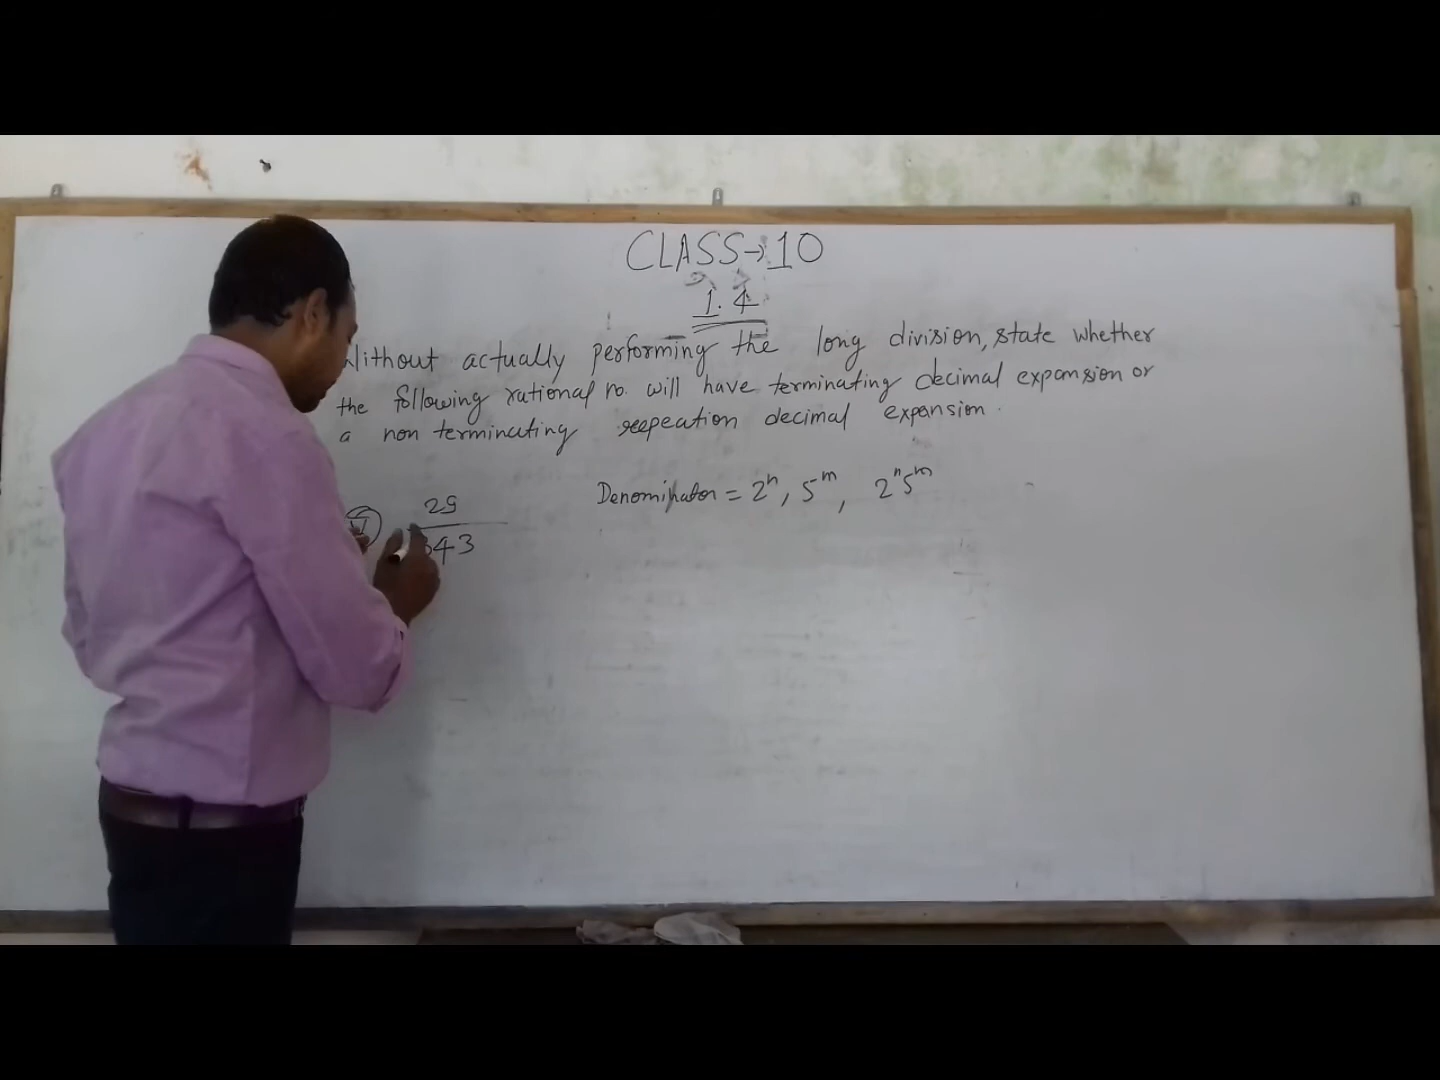 CLASS→10
1.4
Without actually performing the long division, state whether
the following rational no. will have terminating decimal expansion or
a non terminating reepeation decimal expansion.
Denominator = 2ⁿ, 5ᵐ, 2ⁿ5ᵐ
29
343